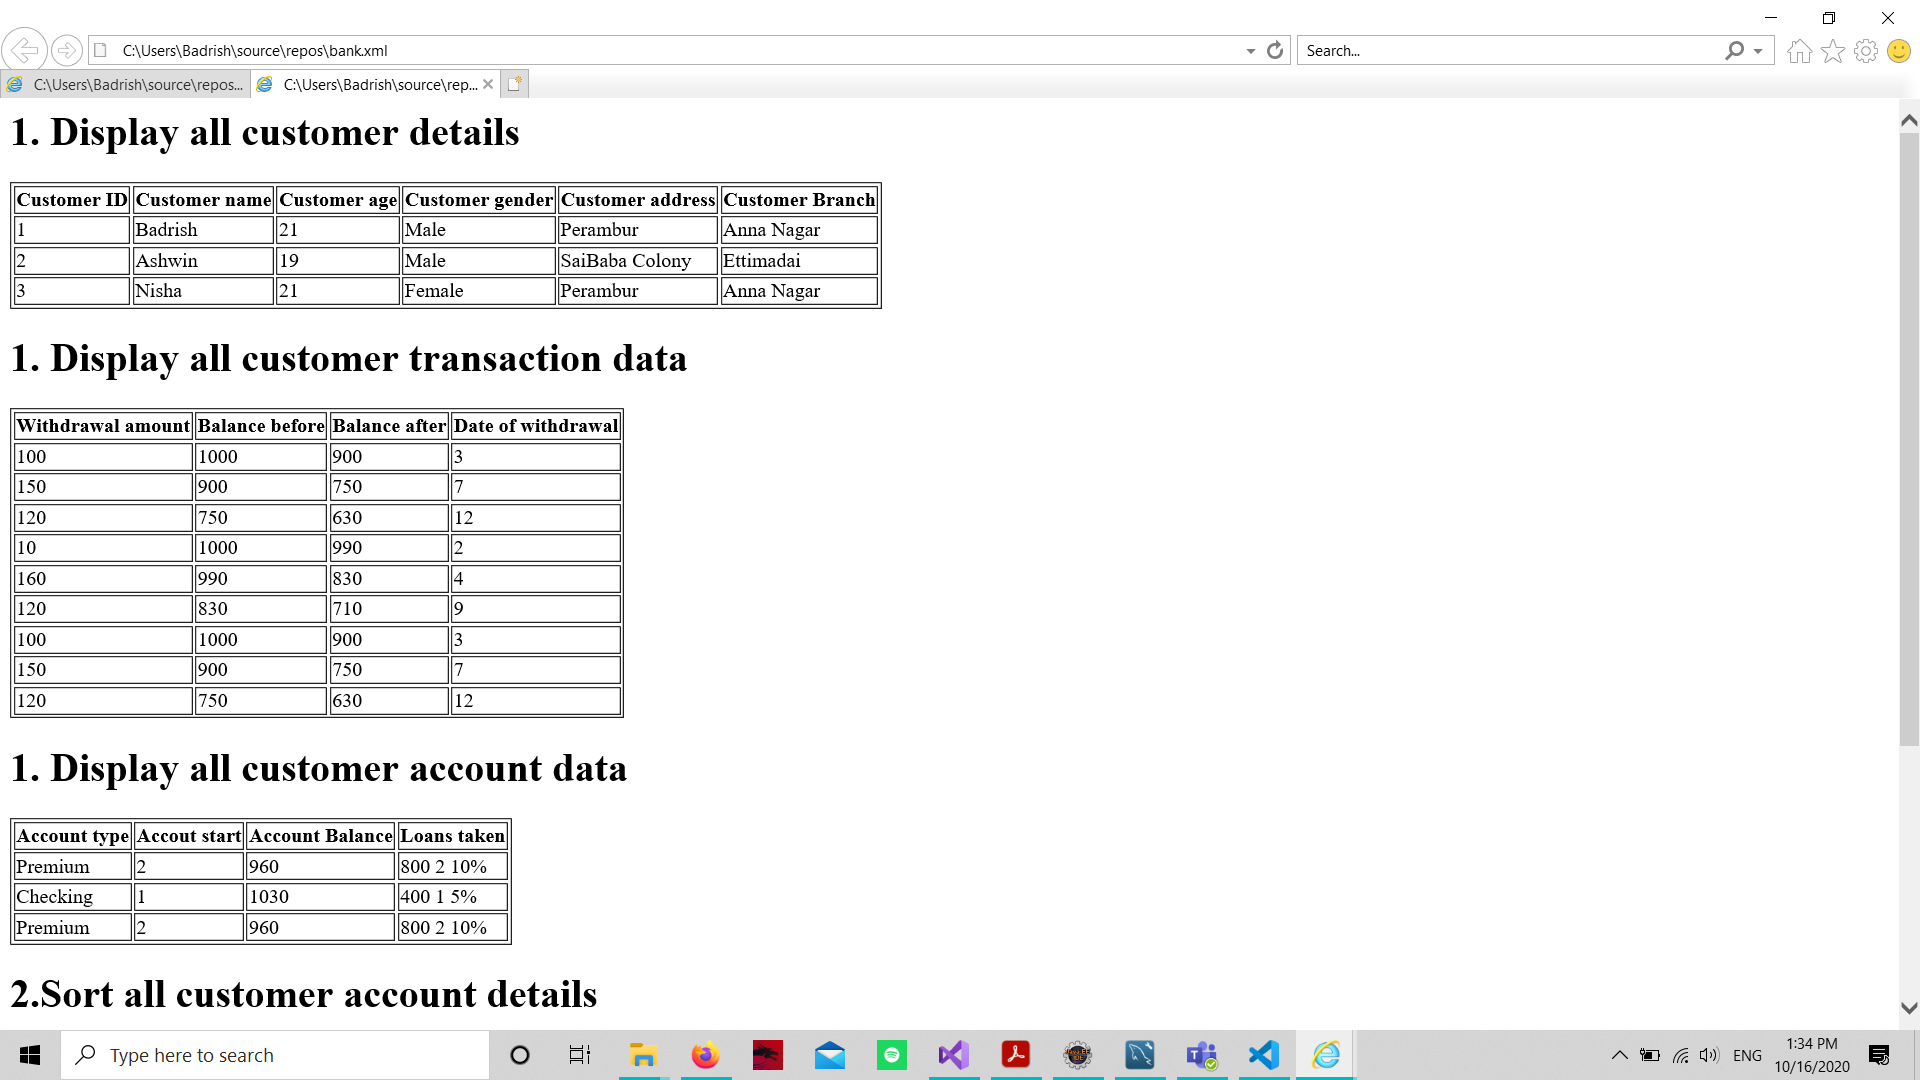 C:\Users\Badrish\source\repos\bank.xml
Search...
C:\Users\Badrish\source\repos...
C:\Users\Badrish\source\rep...
1. Display all customer details
Customer ID Customer name Customer age Customer gender Customer address Customer Branch
1 Badrish 21 Male Perambur Anna Nagar
2 Ashwin 19 Male SaiBaba Colony Ettimadai
3 Nisha 21 Female Perambur Anna Nagar
1. Display all customer transaction data
Withdrawal amount Balance before Balance after Date of withdrawal
100 1000 900 3
150 900 750 7
120 750 630 12
10 1000 990 2
160 990 830 4
120 830 710 9
100 1000 900 3
150 900 750 7
120 750 630 12
1. Display all customer account data
Account type Accout start Account Balance Loans taken
Premium 2 960 800 2 10%
Checking 1 1030 400 1 5%
Premium 2 960 800 2 10%
2.Sort all customer account details
Type here to search
ENG
1:34 PM
10/16/2020